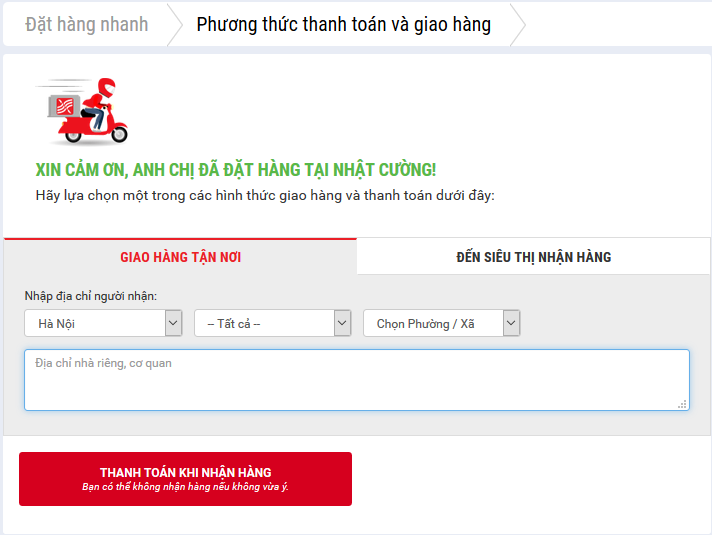 Đặt hàng nhanh
Phương thức thanh toán và giao hàng
XIN CẢM ƠN, ANH CHỊ ĐÃ ĐẶT HÀNG TẠI NHẬT CƯỜNG!
Hãy lựa chọn một trong các hình thức giao hàng và thanh toán dưới đây:
GIAO HÀNG TẬN NƠI
ĐẾN SIÊU THỊ NHẬN HÀNG
Nhập địa chỉ người nhận:
Hà Nội
-- Tất cả --
Chọn Phường / Xã
Địa chỉ nhà riêng, cơ quan
THANH TOÁN KHI NHẬN HÀNG
Bạn có thể không nhận hàng nếu không vừa ý.